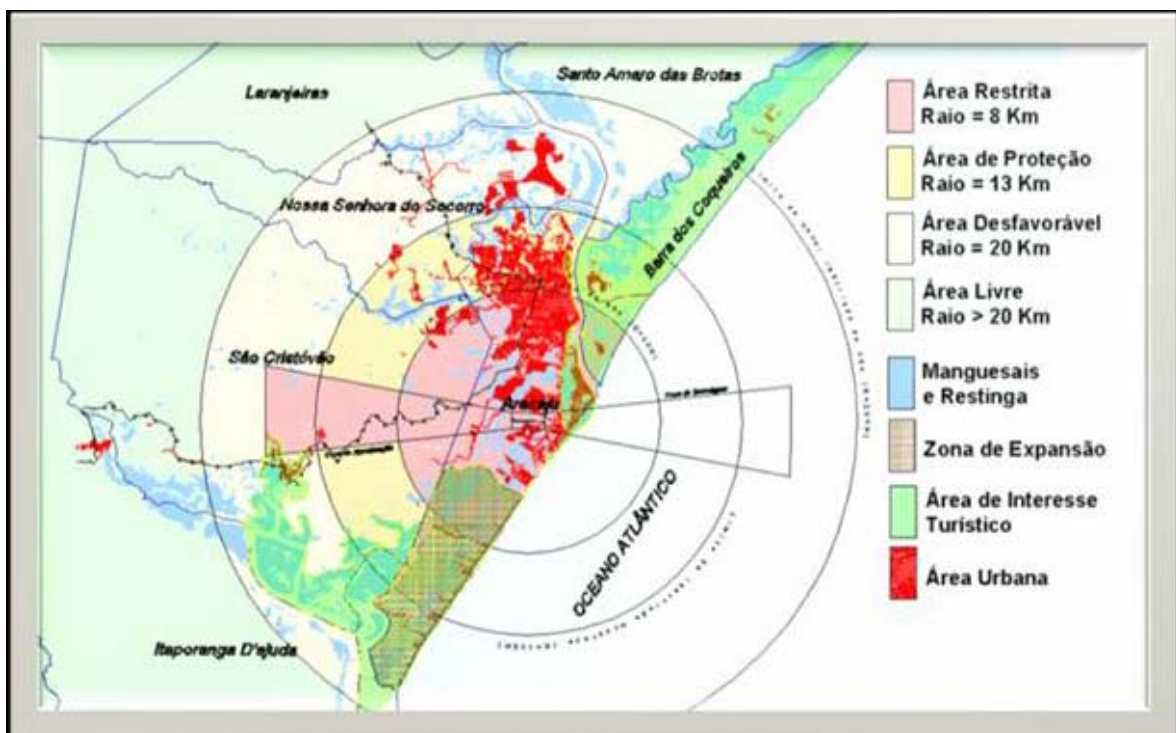 Laranjeiras
Santo Amaro das Brotas
Nossa Senhora do Socorro
Barra dos Coqueiros
São Cristóvão
Aracaju
OCEANO ATLÂNTICO
Itaporanga D'ajuda
Área Restrita
Raio = 8 Km
Área de Proteção
Raio = 13 Km
Área Desfavorável
Raio = 20 Km
Área Livre
Raio > 20 Km
Manguesais
e Restinga
Zona de Expansão
Área de Interesse
Turístico
Área Urbana